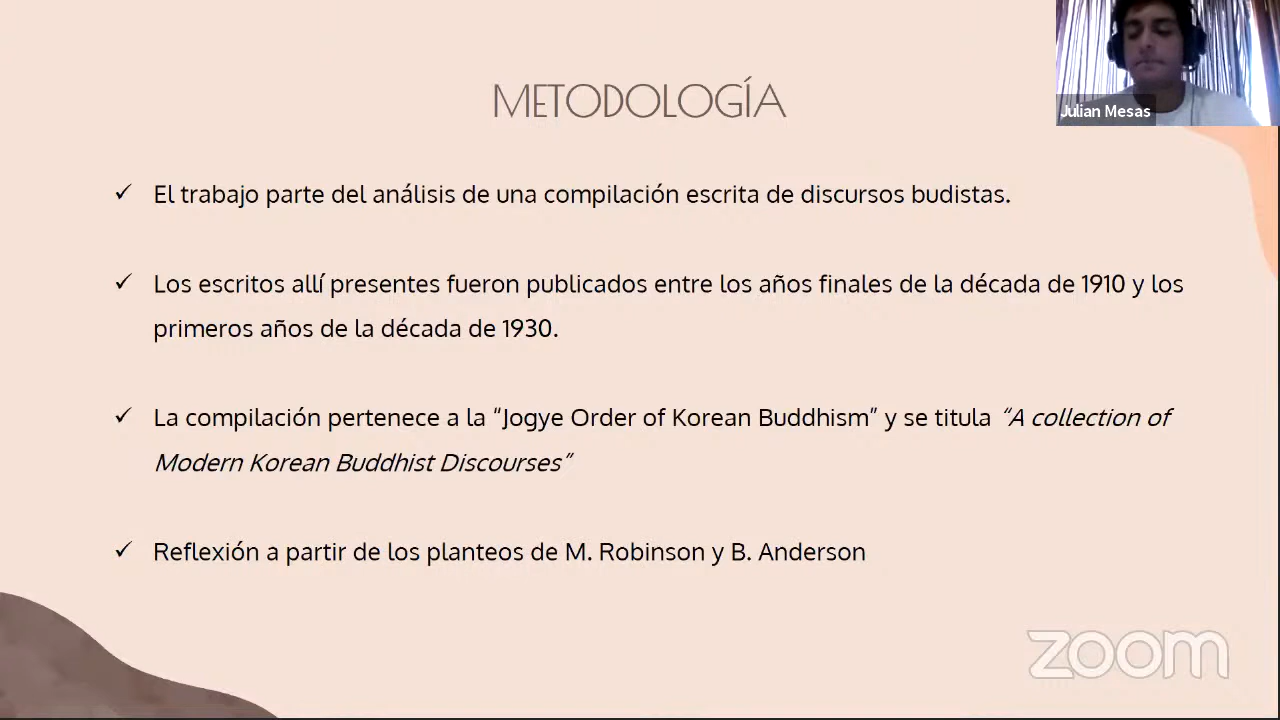 METODOLOGÍA
Julian Mesas
✓ El trabajo parte del análisis de una compilación escrita de discursos budistas.
✓ Los escritos allí presentes fueron publicados entre los años finales de la década de 1910 y los
primeros años de la década de 1930.
✓ La compilación pertenece a la “Jogye Order of Korean Buddhism” y se titula “A collection of
Modern Korean Buddhist Discourses”
✓ Reflexión a partir de los planteos de M. Robinson y B. Anderson
zoom